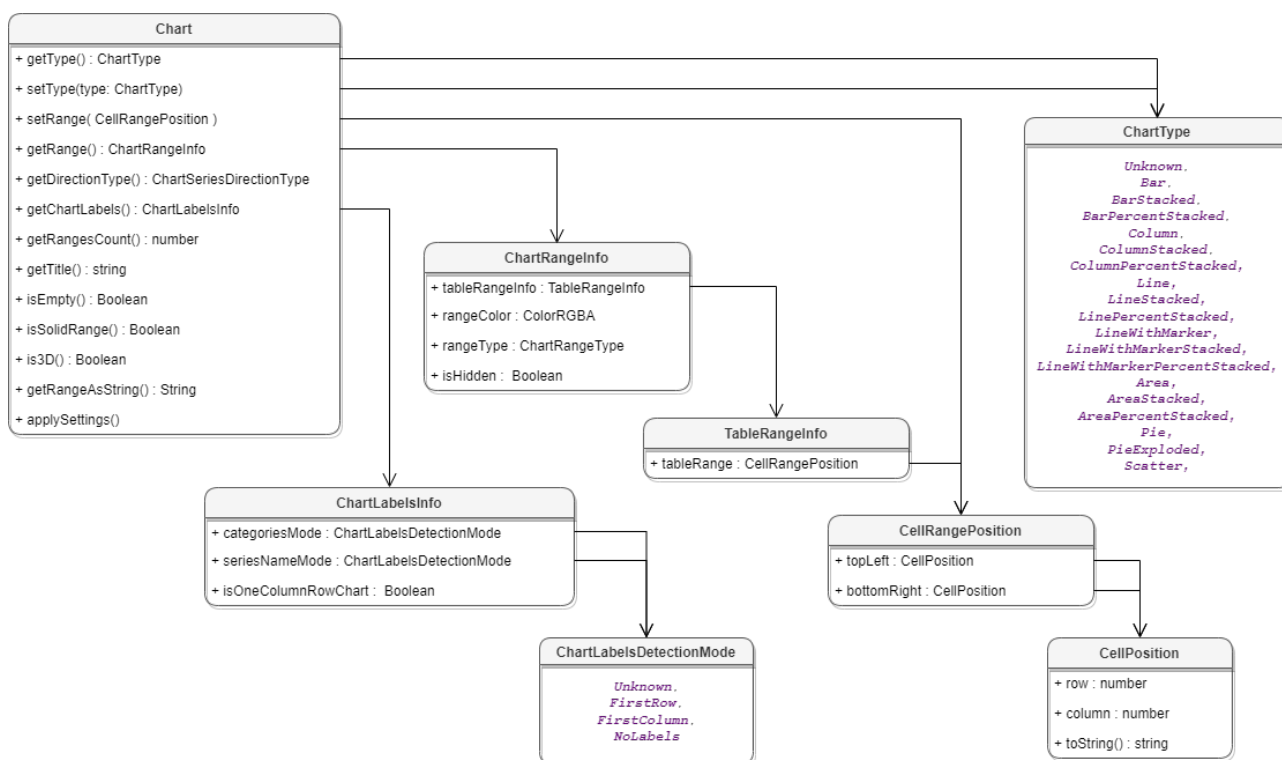 Chart
+ getType() : ChartType
+ setType(type: ChartType)
+ setRange( CellRangePosition )
+ getRange() : ChartRangeInfo
+ getDirectionType() : ChartSeriesDirectionType
+ getChartLabels() : ChartLabelsInfo
+ getRangesCount() : number
+ getTitle() : string
+ isEmpty() : Boolean
+ isSolidRange() : Boolean
+ is3D() : Boolean
+ getRangeAsString() : String
+ applySettings()
ChartType
Unknown,
Bar,
BarStacked,
BarPercentStacked,
Column,
ColumnStacked,
ColumnPercentStacked,
Line,
LineStacked,
LinePercentStacked,
LineWithMarker,
LineWithMarkerStacked,
LineWithMarkerPercentStacked,
Area,
AreaStacked,
AreaPercentStacked,
Pie,
PieExploded,
Scatter,
ChartRangeInfo
+ tableRangeInfo : TableRangeInfo
+ rangeColor : ColorRGBA
+ rangeType : ChartRangeType
+ isHidden : Boolean
TableRangeInfo
+ tableRange : CellRangePosition
ChartLabelsInfo
+ categoriesMode : ChartLabelsDetectionMode
+ seriesNameMode : ChartLabelsDetectionMode
+ isOneColumnRowChart : Boolean
CellRangePosition
+ topLeft : CellPosition
+ bottomRight : CellPosition
ChartLabelsDetectionMode
Unknown,
FirstRow,
FirstColumn,
NoLabels
CellPosition
+ row : number
+ column : number
+ toString() : string